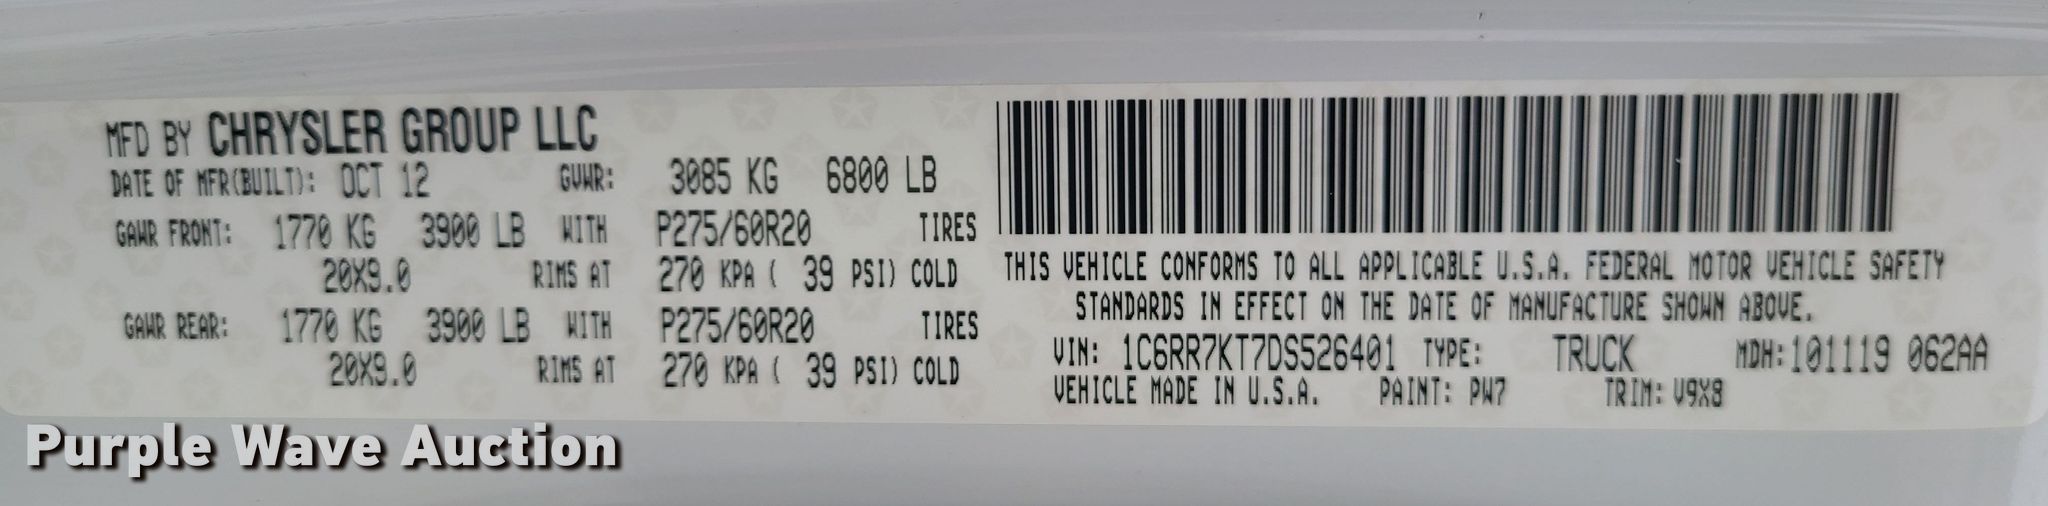 MFD BY CHRYSLER GROUP LLC
DATE OF MFR(BUILT): OCT 12 GVWR: 3085 KG 6800 LB
GAWR FRONT: 1770 KG 3900 LB WITH P275/60R20 TIRES
20X9.0 RIMS AT 270 KPA ( 39 PSI) COLD
GAWR REAR: 1770 KG 3900 LB WITH P275/60R20 TIRES
20X9.0 RIMS AT 270 KPA ( 39 PSI) COLD
THIS VEHICLE CONFORMS TO ALL APPLICABLE U.S.A. FEDERAL MOTOR VEHICLE SAFETY
STANDARDS IN EFFECT ON THE DATE OF MANUFACTURE SHOWN ABOVE.
VIN: 1C6RR7KT7DS526401 TYPE: TRUCK MDH: 101119 062AA
VEHICLE MADE IN U.S.A. PAINT: PW7 TRIM: V9X8
Purple Wave Auction